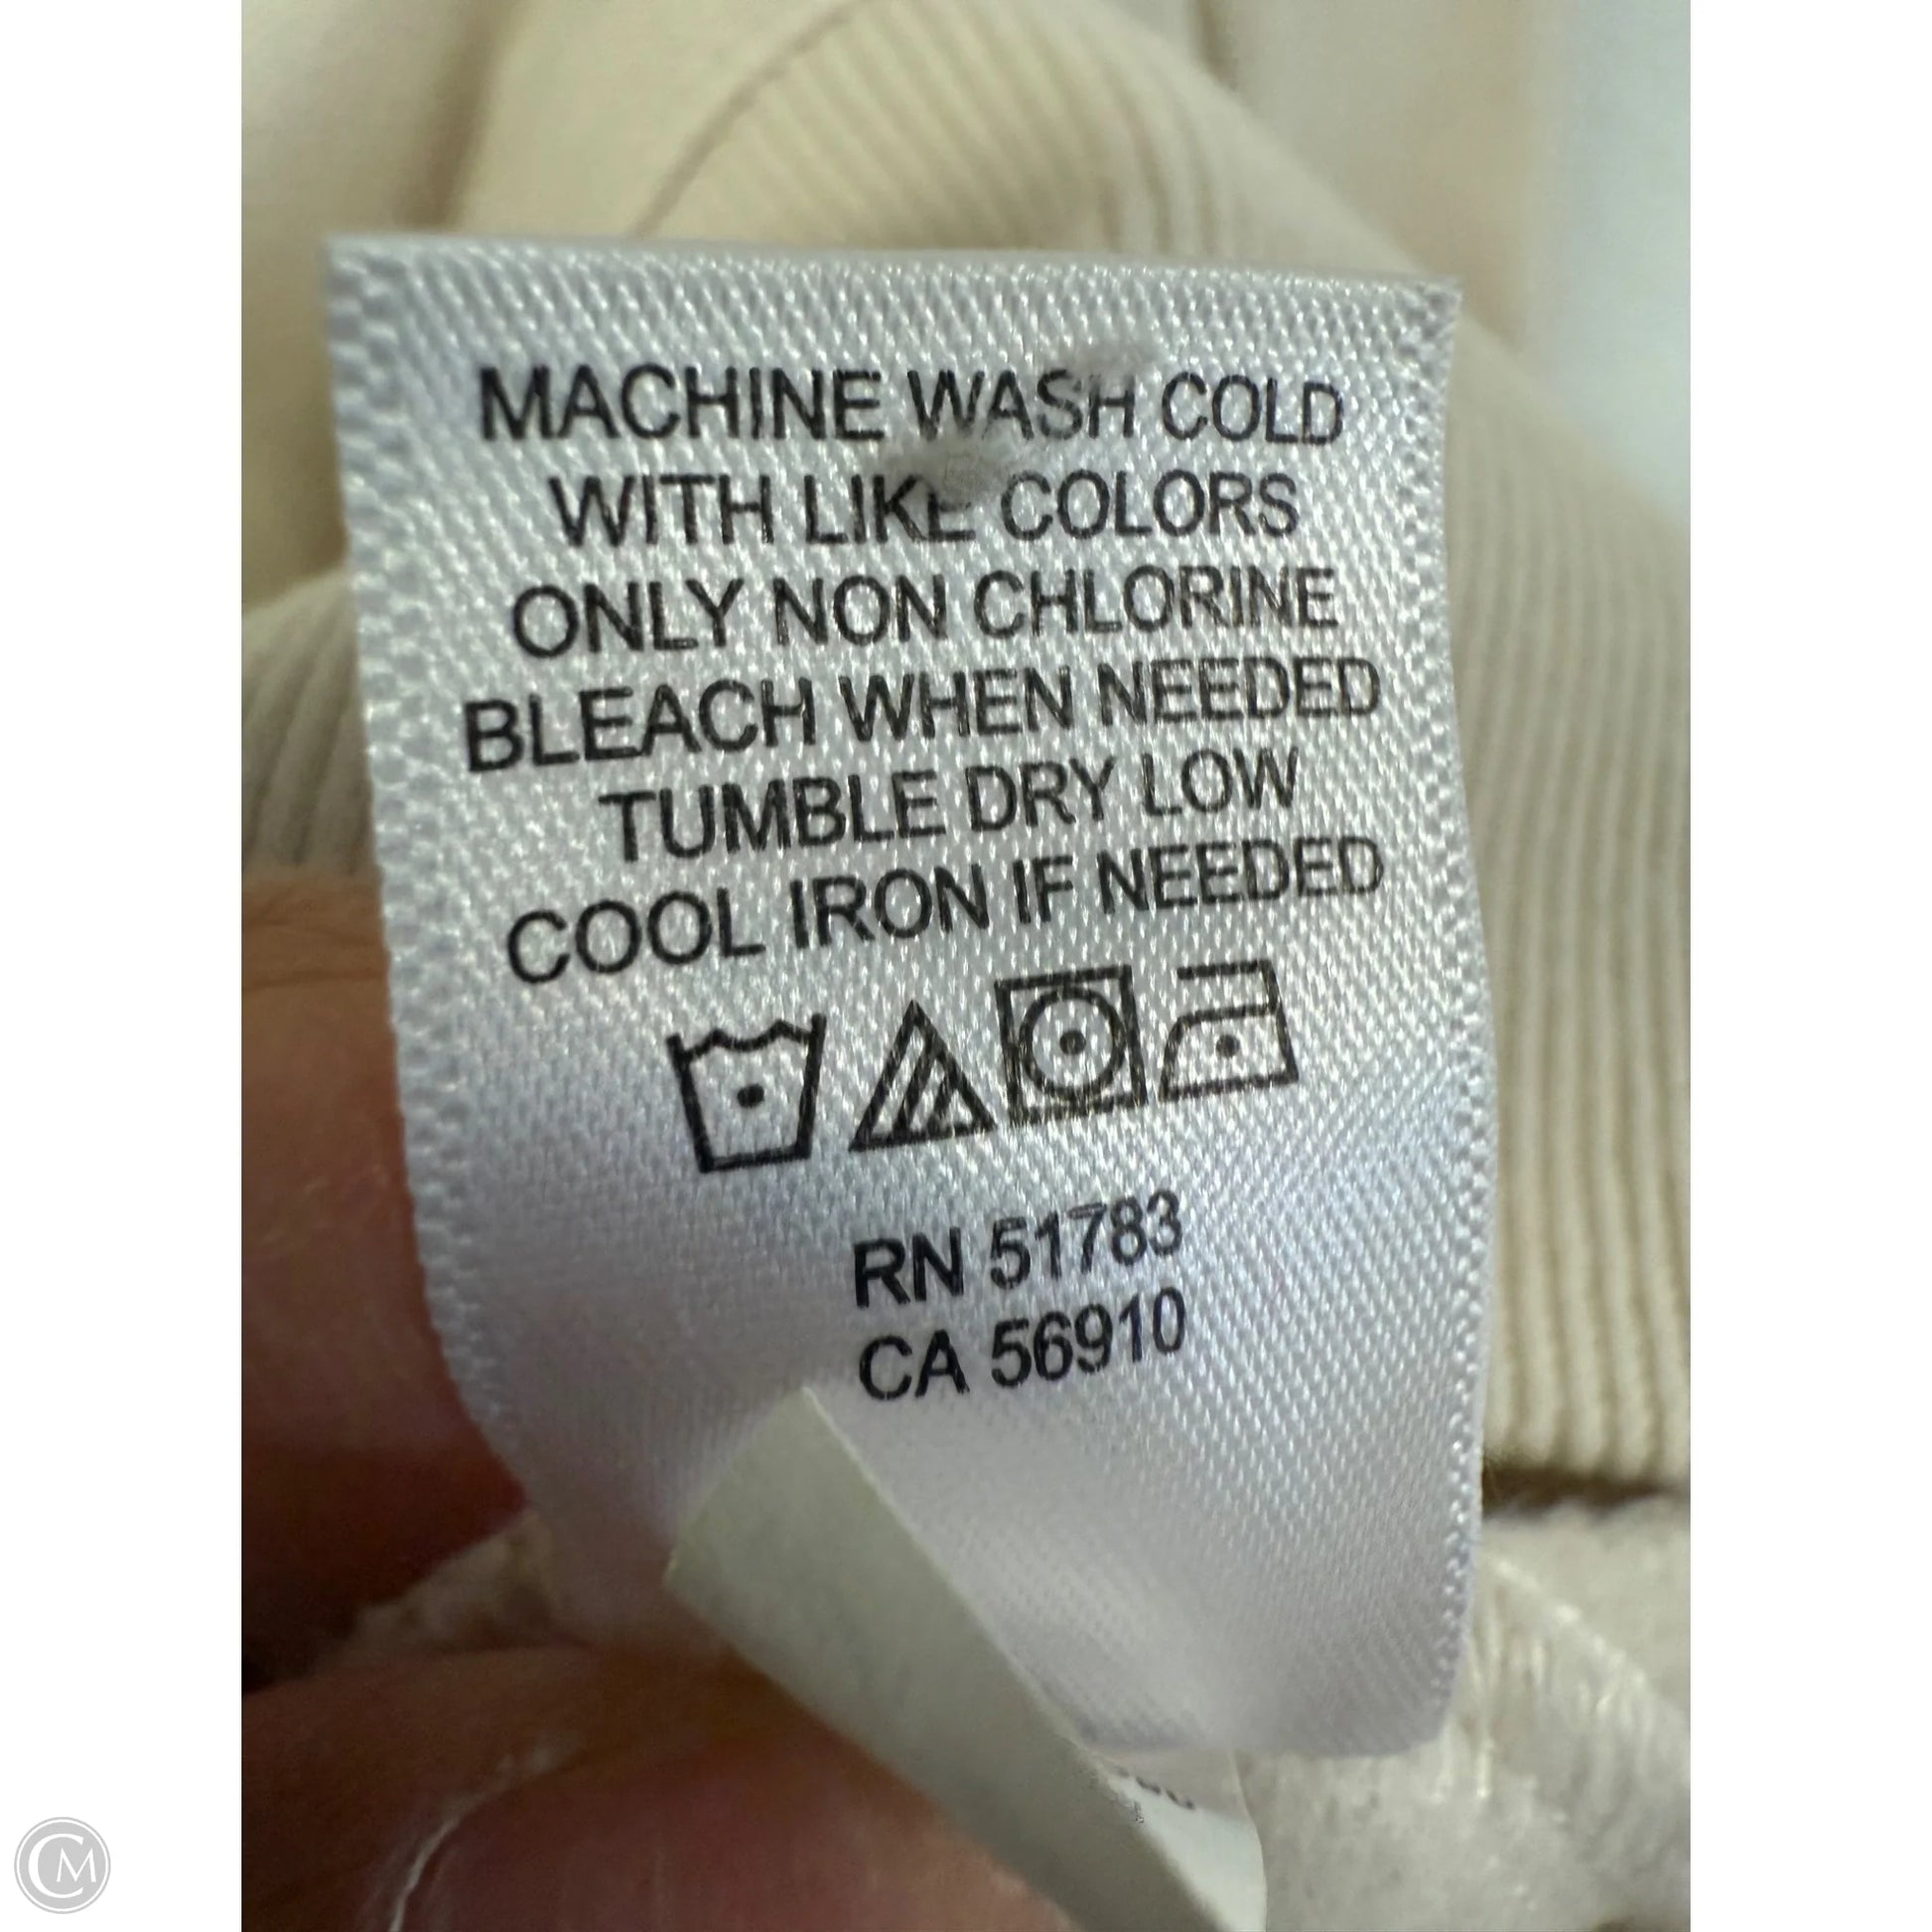 MACHINE WASH COLD
WITH LIKE COLORS
ONLY NON CHLORINE
BLEACH WHEN NEEDED
TUMBLE DRY LOW
COOL IRON IF NEEDED
RN 51783
CA 56910
CM